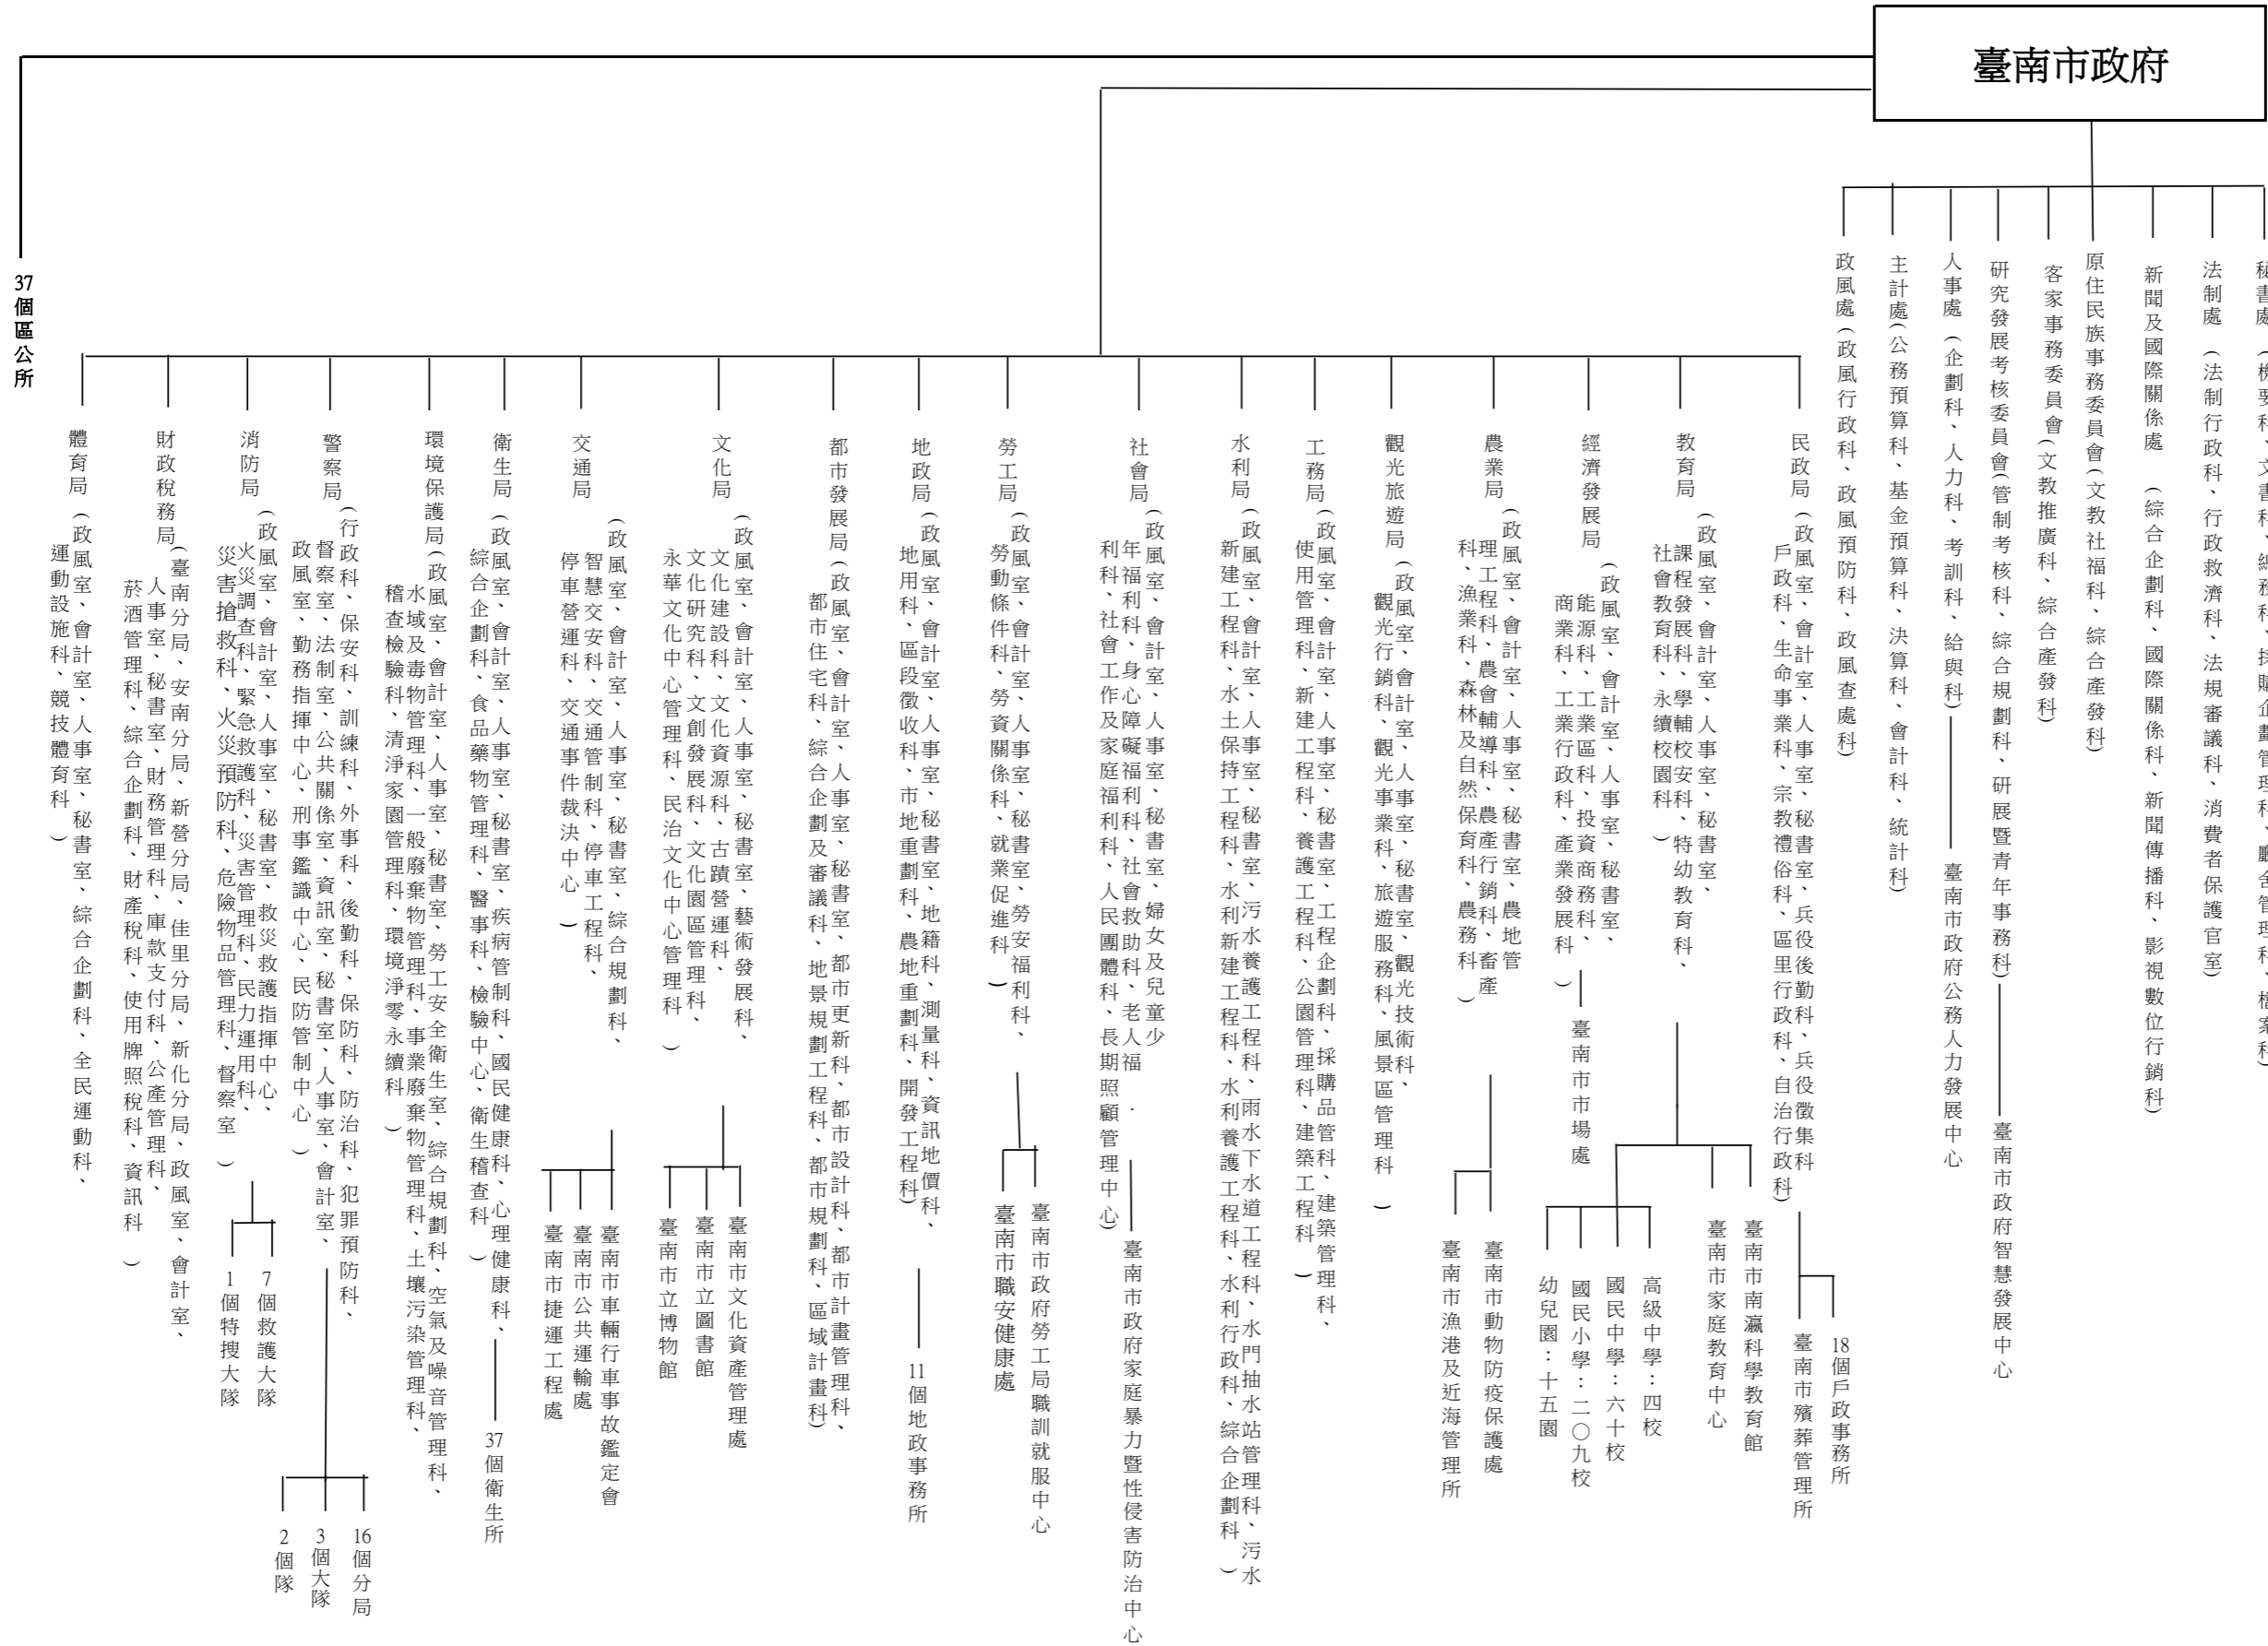 臺南市政府
秘書處（機要科、文書科、總務科、採購企劃管理科、廳舍管理科、檔案科）
法制處（法制行政科、行政救濟科、法規審議科、消費者保護官室）
新聞及國際關係處（綜合企劃科、國際關係科、新聞傳播科、影視數位行銷科）
原住民族事務委員會（文教社福科、綜合產發科）
客家事務委員會（文教推廣科、綜合產發科）
研究發展考核委員會（管制考核科、綜合規劃科、研展暨青年事務科）
臺南市政府智慧發展中心
人事處（企劃科、人力科、考訓科、給與科）
臺南市政府公務人力發展中心
主計處（公務預算科、基金預算科、決算科、會計科、統計科）
政風處（政風行政科、政風預防科、政風查處科）
民政局（政風室、會計室、人事室、秘書室、兵役後勤科、兵役徵集科
戶政科、生命事業科、宗教禮俗科、區里行政科、自治行政科）
18個戶政事務所
臺南市殯葬管理所
教育局（政風室、會計室、人事室、秘書室、
課程發展科、學輔校安科、特幼教育科、
社會教育科、永續校園科）
臺南市南瀛科學教育館
臺南市家庭教育中心
高級中學：四校
國民中學：六十校
國民小學：二〇九校
幼兒園：十五園
經濟發展局（政風室、會計室、人事室、秘書室、
能源科、工業區科、投資商務科、
商業科、工業行政科、產業發展科）
臺南市市場處
農業局（政風室、會計室、人事室、秘書室、農地管
理工程科、農會輔導科、農產行銷科、畜產
科、漁業科、森林及自然保育科、農務科）
臺南市動物防疫保護處
臺南市漁港及近海管理所
觀光旅遊局（政風室、會計室、人事室、秘書室、觀光技術科、
觀光行銷科、觀光事業科、旅遊服務科、風景區管理科）
工務局（政風室、會計室、人事室、秘書室、工程企劃科、採購品管科、建築管理科、
使用管理科、新建工程科、養護工程科、公園管理科、建築工程科）
水利局（政風室、會計室、人事室、秘書室、污水養護工程科、雨水下水道工程科、水門抽水站管理科、污水
新建工程科、水土保持工程科、水利新建工程科、水利養護工程科、水利行政科、綜合企劃科）
社會局（政風室、會計室、人事室、秘書室、婦女及兒童少
年福利科、身心障礙福利科、社會救助科、老人福
利科、社會工作及家庭福利科、人民團體科、長期照顧管理中心）
臺南市政府家庭暴力暨性侵害防治中心
勞工局（政風室、會計室、人事室、秘書室、勞安福利科、
勞動條件科、勞資關係科、就業促進科）
臺南市政府勞工局職訓就服中心
臺南市職安健康處
地政局（政風室、會計室、人事室、秘書室、地籍科、測量科、資訊地價科、
地用科、區段徵收科、市地重劃科、農地重劃科、開發工程科）
11個地政事務所
都市發展局（政風室、會計室、人事室、秘書室、都市更新科、都市設計科、都市計畫管理科、
都市住宅科、綜合企劃及審議科、地景規劃工程科、都市規劃科、區域計畫科）
文化局（政風室、會計室、人事室、秘書室、藝術發展科、
文化建設科、文化資源科、古蹟營運科、
文化研究科、文創發展科、文化園區管理科、
永華文化中心管理科、民治文化中心管理科）
臺南市文化資產管理處
臺南市立圖書館
臺南市立博物館
交通局（政風室、會計室、人事室、秘書室、綜合規劃科、
智慧交安科、交通管制科、停車工程科、
停車營運科、交通事件裁決中心）
臺南市車輛行車事故鑑定會
臺南市公共運輸處
臺南市捷運工程處
衛生局（政風室、會計室、人事室、秘書室、疾病管制科、國民健康科、心理健康科、
綜合企劃科、食品藥物管理科、醫事科、檢驗中心、衛生稽查科）
37個衛生所
環境保護局（政風室、會計室、人事室、秘書室、勞工安全衛生室、綜合規劃科、空氣及噪音管理科、
水域及毒物管理科、一般廢棄物管理科、事業廢棄物管理科、土壤污染管理科、
稽查檢驗科、清淨家園管理科、環境淨零永續科）
警察局（行政科、保安科、訓練科、外事科、後勤科、保防科、防治科、犯罪預防科、
督察室、法制室、公共關係室、資訊室、秘書室、人事室、會計室、
政風室、勤務指揮中心、刑事鑑識中心、民防管制中心）
16個分局
3個大隊
2個隊
消防局（政風室、會計室、人事室、秘書室、救災救護指揮中心、
火災調查科、緊急救護科、災害管理科、民力運用科、
災害搶救科、火災預防科、危險物品管理科、督察室）
7個救護大隊
1個特搜大隊
財政稅務局（臺南分局、安南分局、新營分局、佳里分局、新化分局、政風室、會計室、
人事室、秘書室、財務管理科、庫款支付科、公產管理科、
菸酒管理科、綜合企劃科、財產稅科、使用牌照稅科、資訊科）
體育局（政風室、會計室、人事室、秘書室、綜合企劃科、全民運動科、
運動設施科、競技體育科）
37個區公所